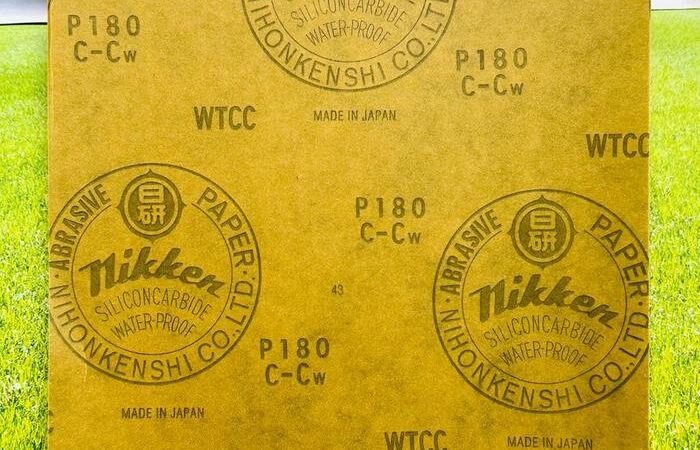 SILICONCARBIDE
WATER-PROOF
NIHONKENSHI CO.,LTD.
P180
C-Cw
P180
C-Cw
WTCC
MADE IN JAPAN
WTCC
ABRASIVE PAPER
日研
Nikken
SILICONCARBIDE
WATER-PROOF
NIHONKENSHI CO.,LTD.
P180
C-Cw
ABRASIVE PAPER
日研
Nikken
SILICONCARBIDE
WATER-PROOF
NIHONKENSHI CO.,LTD.
43
P180
C-Cw
MADE IN JAPAN
WTCC
MADE IN JAPAN